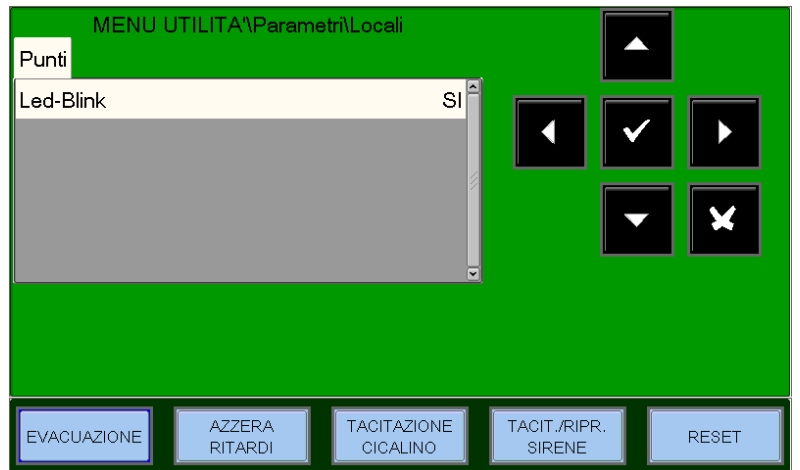 MENU UTILITA'\Parametri\Locali
Punti
Led-Blink SI
EVACUAZIONE
AZZERA
RITARDI
TACITAZIONE
CICALINO
TACIT./RIPR.
SIRENE
RESET